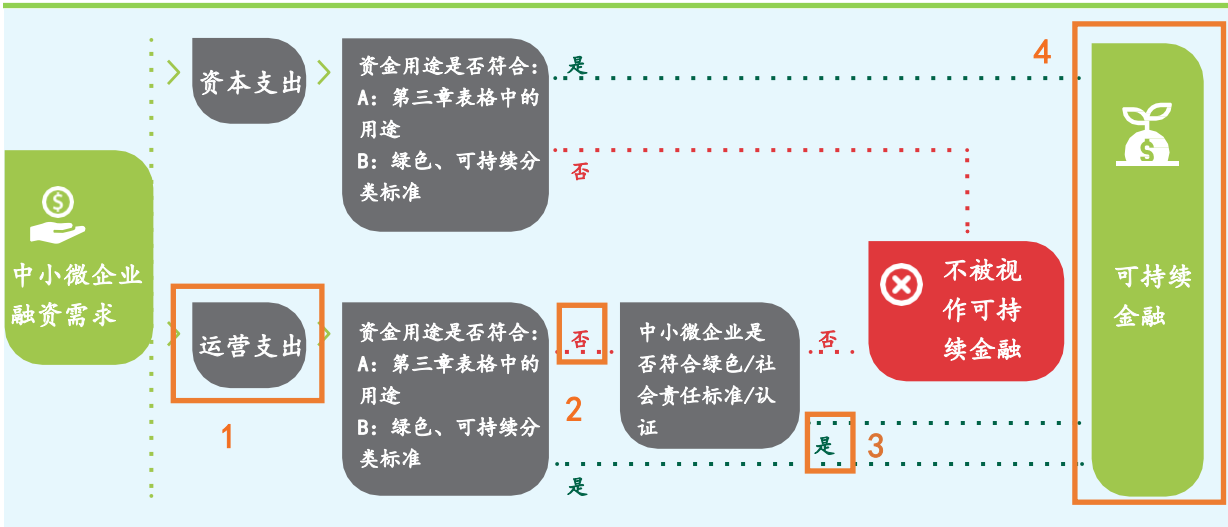 中小微企业
融资需求
资本支出
资金用途是否符合：
A：第三章表格中的
用途
B：绿色、可持续分
类标准
是
否
4
运营支出
1
资金用途是否符合：
A：第三章表格中的
用途
B：绿色、可持续分
类标准
否
2
是
中小微企业是
否符合绿色/社
会责任标准/认
证
否
是
3
不被视
作可持
续金融
可持续
金融